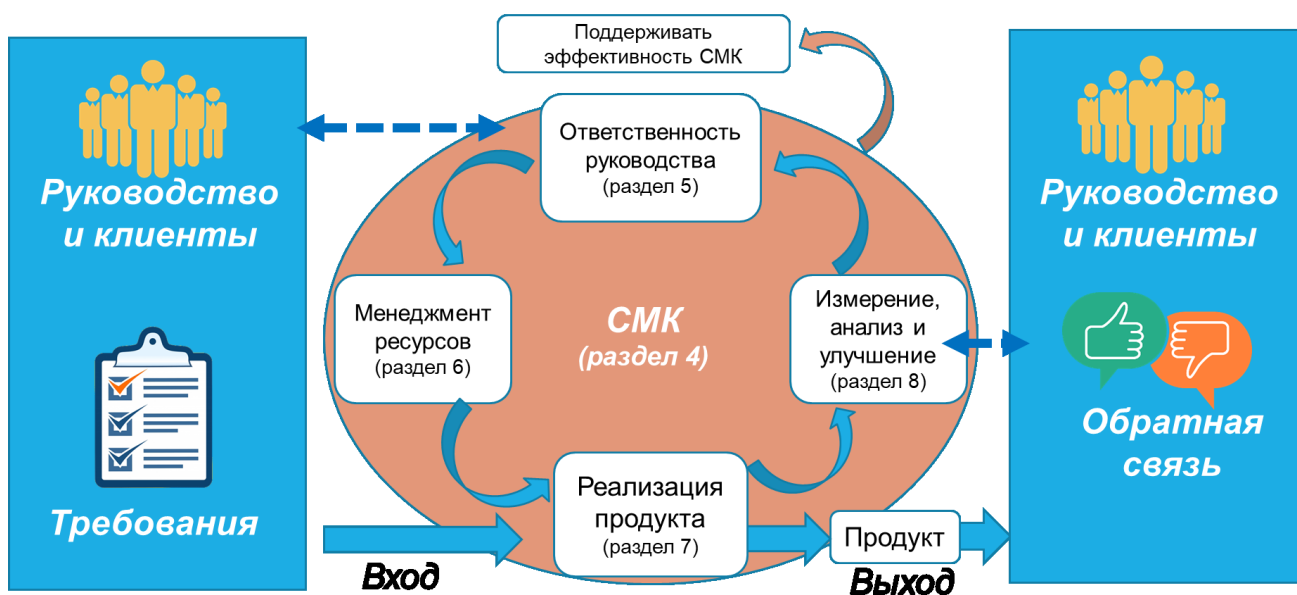 Поддерживать
эффективность СМК
Руководство
и клиенты
Требования
Ответственность
руководства
(раздел 5)
Менеджмент
ресурсов
(раздел 6)
СМК
(раздел 4)
Измерение,
анализ и
улучшение
(раздел 8)
Реализация
продукта
(раздел 7)
Вход
Продукт
Выход
Руководство
и клиенты
Обратная
связь